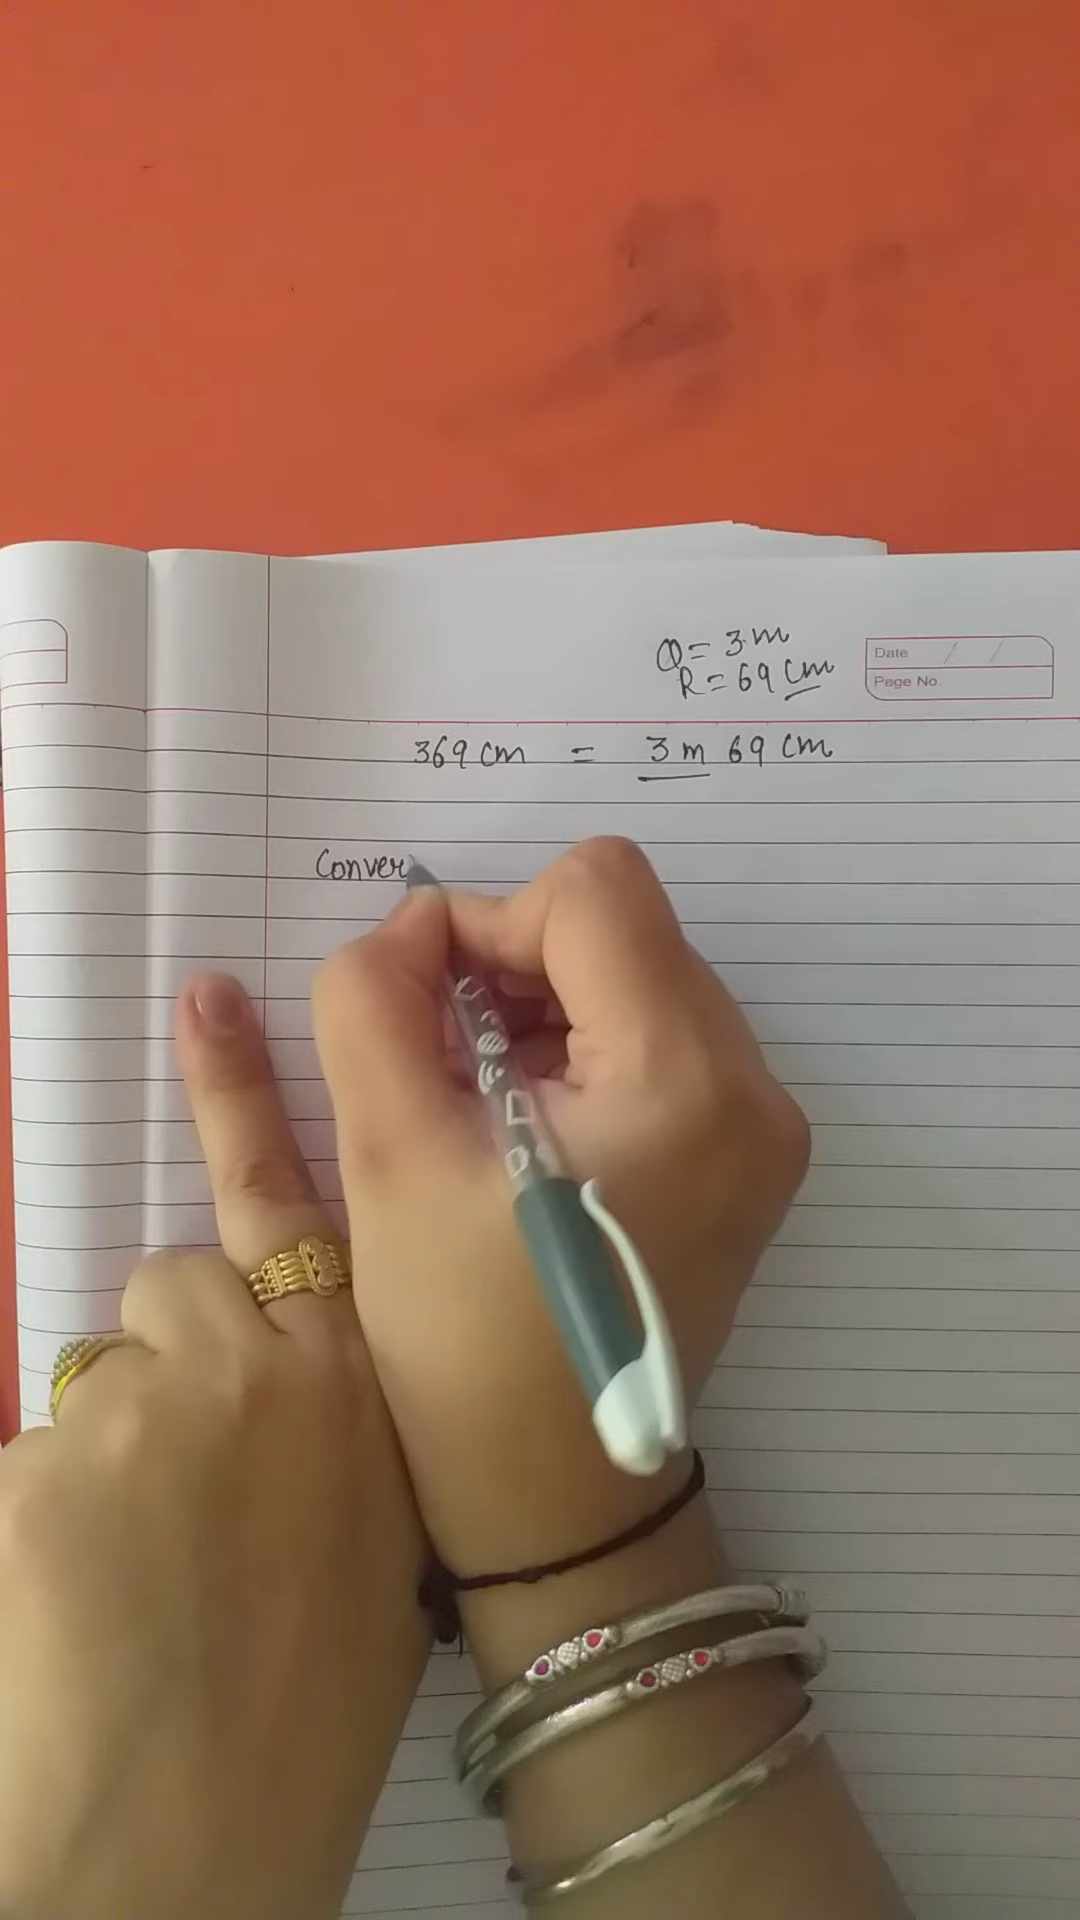 Q = 3 m
R = 69 cm
Date / /
Page No.
369 cm = 3 m 69 cm
Conver